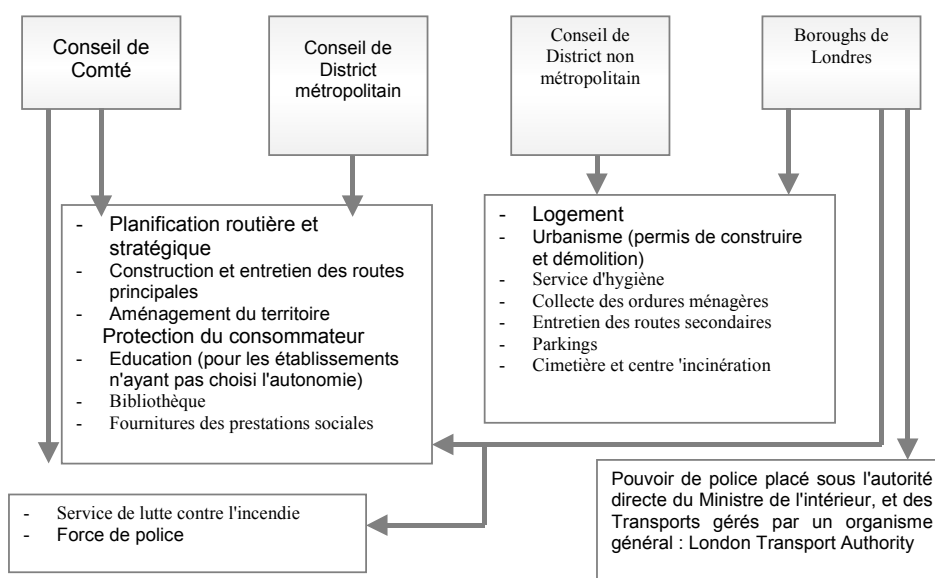 Conseil de
Comté
Conseil de
District
métropolitain
Conseil de
District non
métropolitain
Boroughs de
Londres
- Planification routière et
stratégique
- Construction et entretien des routes
principales
- Aménagement du territoire
Protection du consommateur
- Education (pour les établissements
n'ayant pas choisi l'autonomie)
- Bibliothèque
- Fournitures des prestations sociales
- Logement
- Urbanisme (permis de construire
et démolition)
- Service d'hygiène
- Collecte des ordures ménagères
- Entretien des routes secondaires
- Parkings
- Cimetière et centre 'incinération
- Service de lutte contre l'incendie
- Force de police
Pouvoir de police placé sous l'autorité
directe du Ministre de l'intérieur, et des
Transports gérés par un organisme
général : London Transport Authority